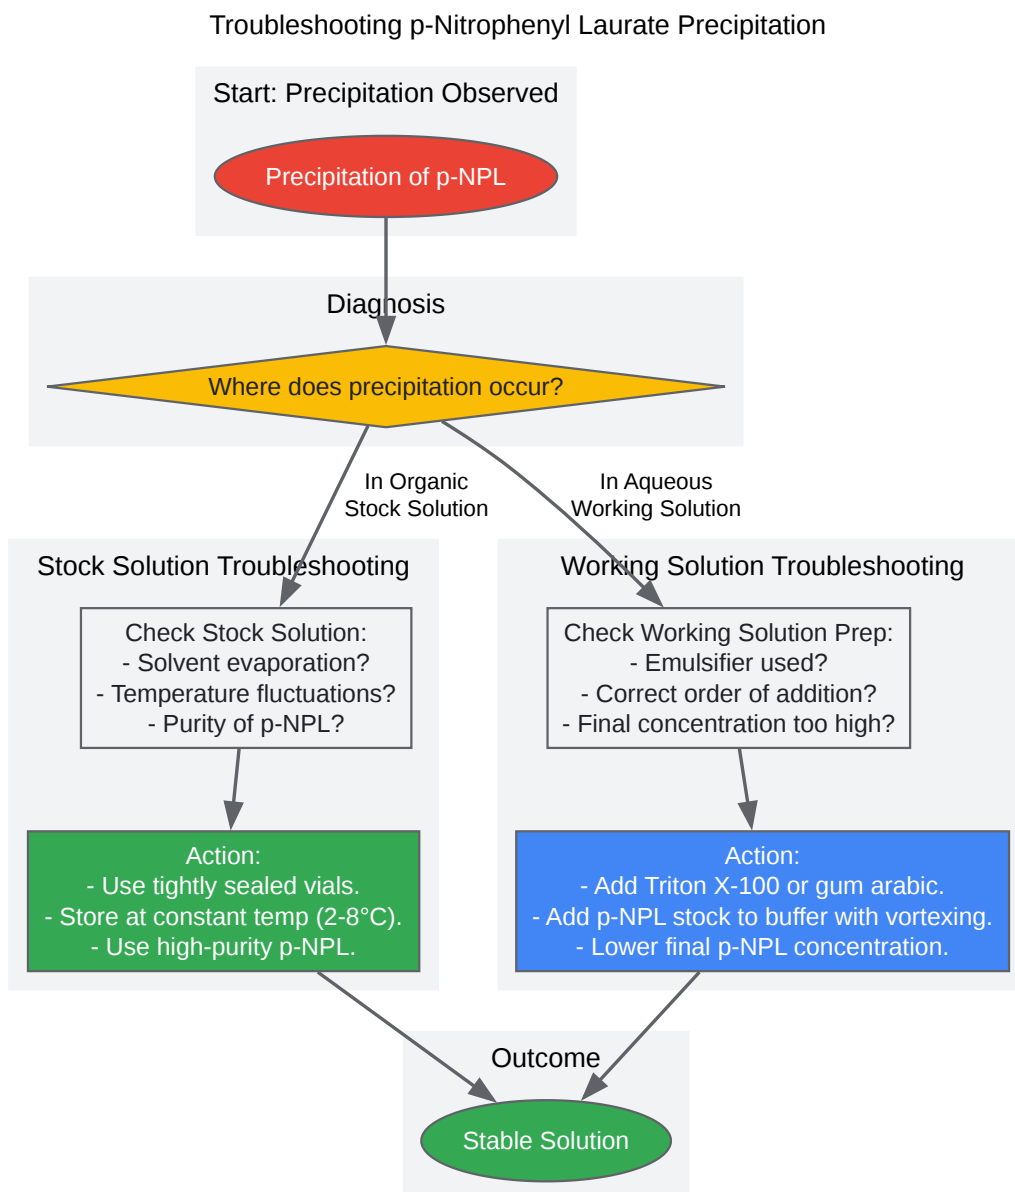 Troubleshooting p-Nitrophenyl Laurate Precipitation
Start: Precipitation Observed
Precipitation of p-NPL
Diagnosis
Where does precipitation occur?
In Organic
Stock Solution
In Aqueous
Working Solution
Stock Solution Troubleshooting
Check Stock Solution:
- Solvent evaporation?
- Temperature fluctuations?
- Purity of p-NPL?
Action:
- Use tightly sealed vials.
- Store at constant temp (2-8°C).
- Use high-purity p-NPL.
Working Solution Troubleshooting
Check Working Solution Prep:
- Emulsifier used?
- Correct order of addition?
- Final concentration too high?
Action:
- Add Triton X-100 or gum arabic.
- Add p-NPL stock to buffer with vortexing.
- Lower final p-NPL concentration.
Outcome
Stable Solution